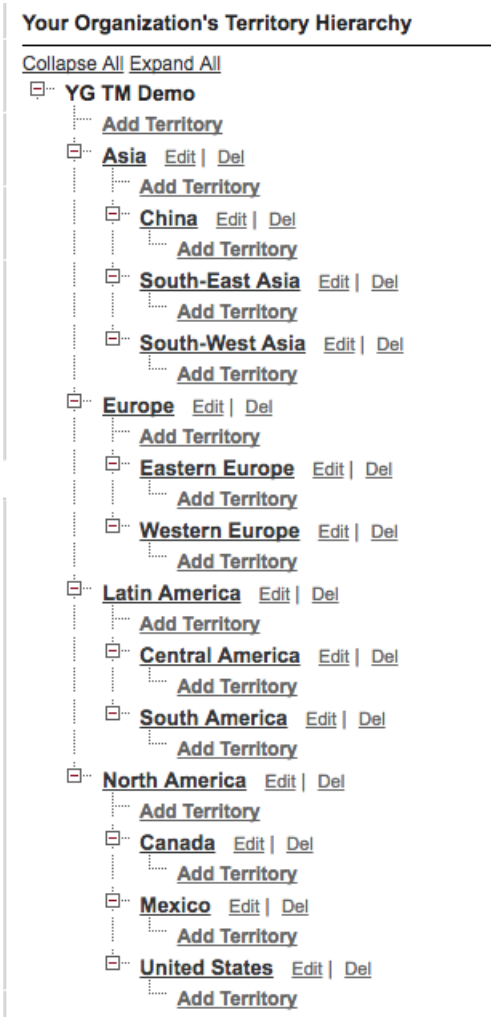 Your Organization's Territory Hierarchy
Collapse All Expand All
YG TM Demo
Add Territory
Asia Edit | Del
Add Territory
China Edit | Del
Add Territory
South-East Asia Edit | Del
Add Territory
South-West Asia Edit | Del
Add Territory
Europe Edit | Del
Add Territory
Eastern Europe Edit | Del
Add Territory
Western Europe Edit | Del
Add Territory
Latin America Edit | Del
Add Territory
Central America Edit | Del
Add Territory
South America Edit | Del
Add Territory
North America Edit | Del
Add Territory
Canada Edit | Del
Add Territory
Mexico Edit | Del
Add Territory
United States Edit | Del
Add Territory